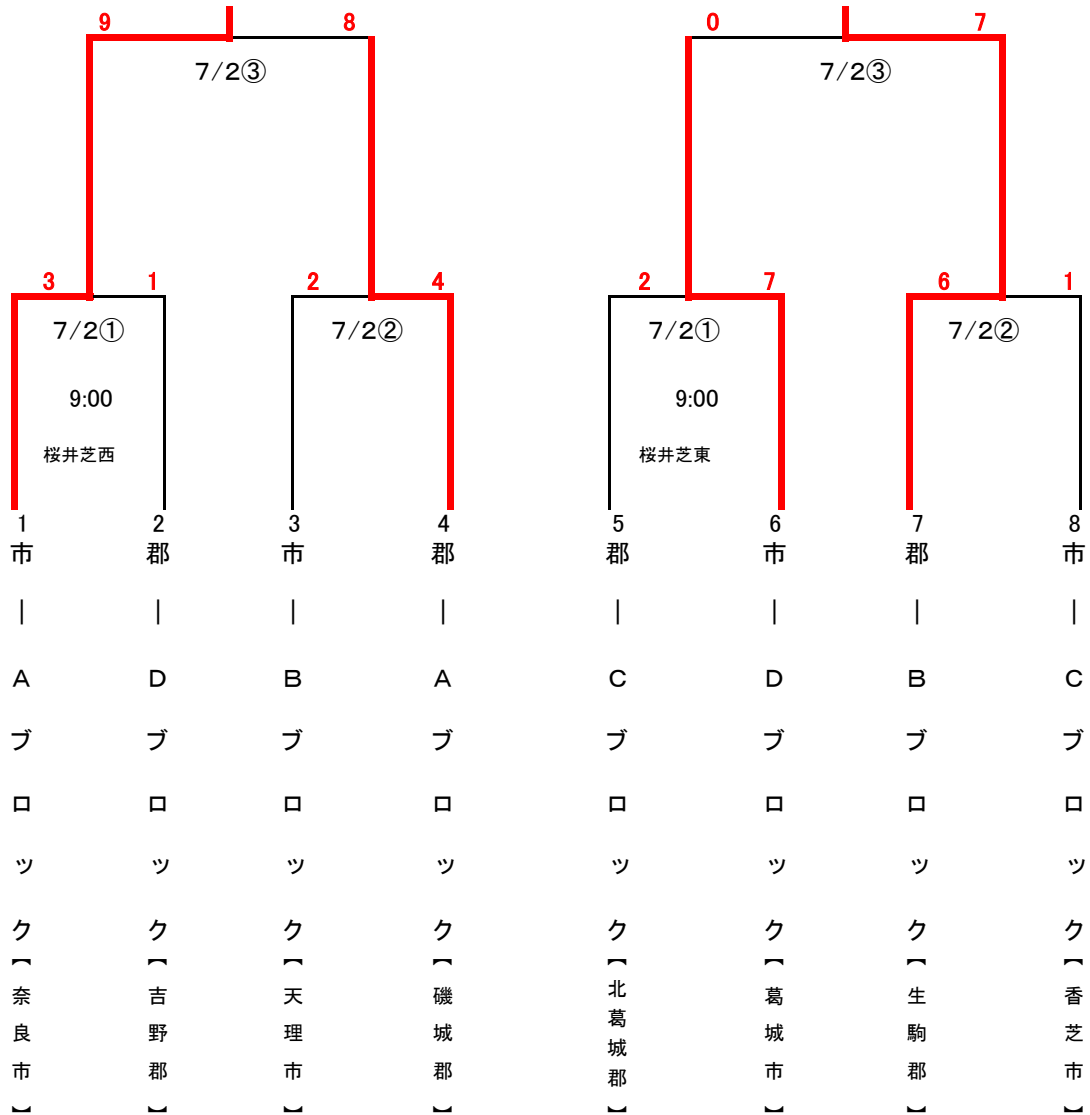 9 8 0 7
7/2③ 7/2③
3 1 2 4 2 7 6 1
7/2① 7/2② 7/2① 7/2②
9:00 9:00
桜井芝西 桜井芝東
1 2 3 4 5 6 7 8
市―Aブロック【奈良市】
郡―Dブロック【吉野郡】
市―Bブロック【天理市】
郡―Aブロック【磯城郡】
郡―Cブロック【北葛城郡】
市―Dブロック【葛城市】
郡―Bブロック【生駒郡】
市―Cブロック【香芝市】